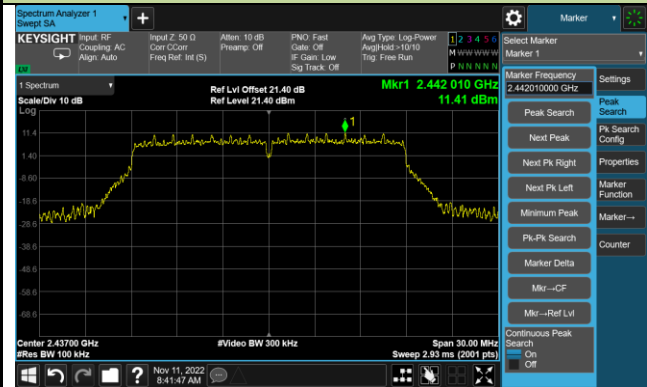 Spectrum Analyzer 1
Swept SA
Marker
KEYSIGHT
Input: RF
Coupling: AC
Align: Auto
Input Z: 50 Ω
Corr CCorr
Freq Ref: Int (S)
Atten: 10 dB
Preamp: Off
PNO: Fast
Gate: Off
IF Gain: Low
Sig Track: Off
Avg Type: Log-Power
Avg|Hold:>10/10
Trig: Free Run
1 2 3 4 5 6
M W W W W W
P N N N N N
Select Marker
Marker 1
1 Spectrum
Scale/Div 10 dB
Log
Ref Lvl Offset 21.40 dB
Ref Level 21.40 dBm
Mkr1 2.442 010 GHz
11.41 dBm
1
11.4
1.40
-8.60
-18.6
-28.6
-38.6
-48.6
-58.6
-68.6
Center 2.43700 GHz
#Res BW 100 kHz
#Video BW 300 kHz
Span 30.00 MHz
Sweep 2.93 ms (2001 pts)
Marker Frequency
2.442010000 GHz
Peak Search
Next Peak
Next Pk Right
Next Pk Left
Minimum Peak
Pk-Pk Search
Marker Delta
Mkr→CF
Mkr→Ref Lvl
Continuous Peak
Search
On
Off
Settings
Peak
Search
Pk Search
Config
Properties
Marker
Function
Marker→
Counter
?
Nov 11, 2022
8:41:47 AM